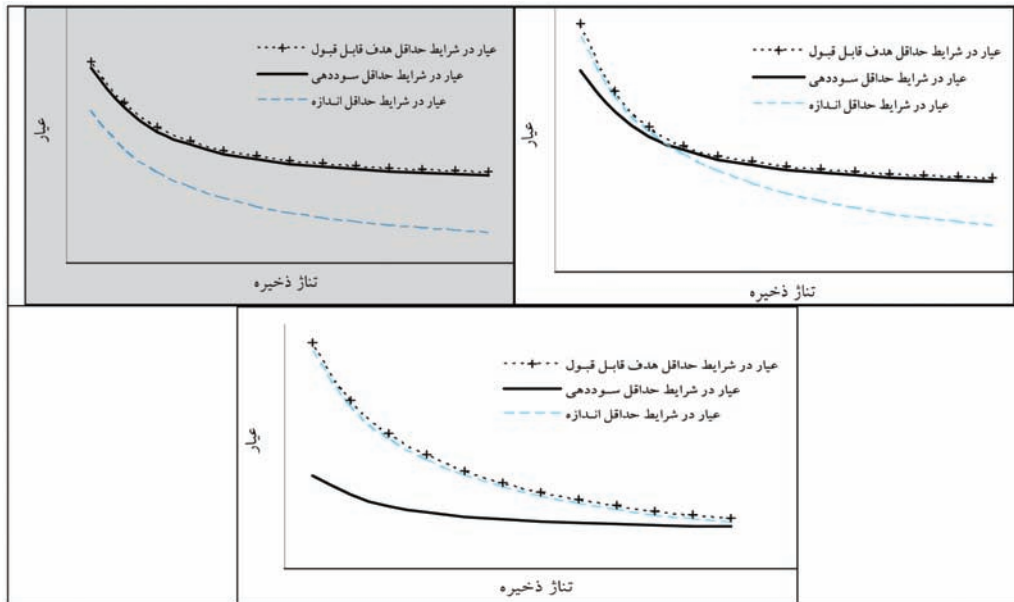 عیار در شرایط حداقل هدف قابل قبول
عیار در شرایط حداقل سوددهی
عیار در شرایط حداقل اندازه
عیار
تناژ ذخیره
عیار در شرایط حداقل هدف قابل قبول
عیار در شرایط حداقل سوددهی
عیار در شرایط حداقل اندازه
عیار
تناژ ذخیره
عیار در شرایط حداقل هدف قابل قبول
عیار در شرایط حداقل سوددهی
عیار در شرایط حداقل اندازه
عیار
تناژ ذخیره